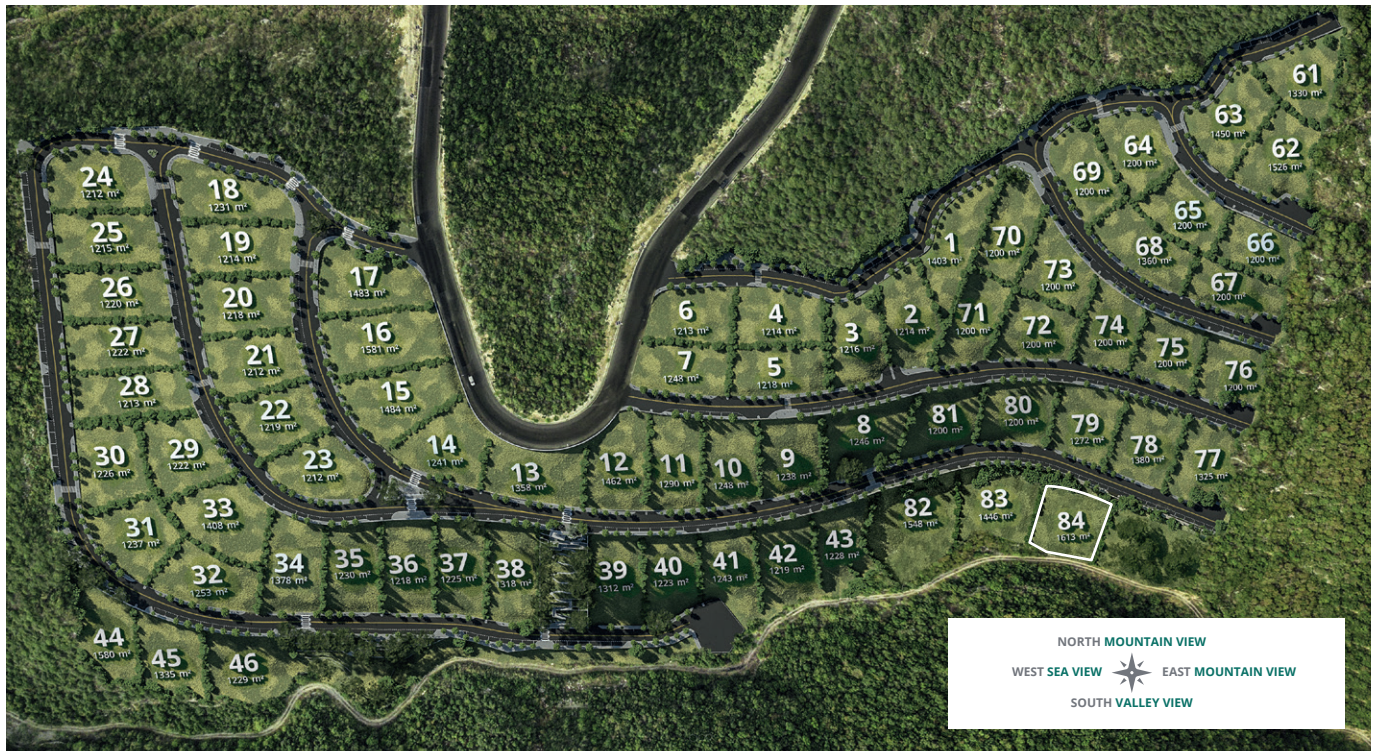 61
1330 m²
63
1450 m²
62
1526 m²
64
1200 m²
69
1200 m²
65
1200 m²
66
1200 m²
68
1360 m²
67
1200 m²
24
1212 m²
18
1231 m²
25
1215 m²
19
1214 m²
17
1483 m²
26
1220 m²
20
1218 m²
16
1581 m²
27
1222 m²
21
1212 m²
15
1484 m²
28
1213 m²
22
1219 m²
14
1241 m²
30
1226 m²
29
1222 m²
23
1212 m²
13
1358 m²
1
1403 m²
70
1200 m²
73
1200 m²
6
1213 m²
4
1214 m²
3
1216 m²
2
1214 m²
71
1200 m²
72
1200 m²
74
1200 m²
75
1200 m²
76
1200 m²
7
1248 m²
5
1218 m²
12
1462 m²
11
1290 m²
10
1248 m²
9
1238 m²
8
1246 m²
81
1200 m²
80
1200 m²
79
1272 m²
78
1380 m²
77
1325 m²
31
1237 m²
33
1408 m²
32
1253 m²
34
1378 m²
35
1230 m²
36
1218 m²
37
1225 m²
38
1318 m²
39
1312 m²
40
1223 m²
41
1243 m²
42
1219 m²
43
1228 m²
82
1548 m²
83
1446 m²
84
1613 m²
44
1580 m²
45
1335 m²
46
1229 m²
NORTH MOUNTAIN VIEW
WEST SEA VIEW EAST MOUNTAIN VIEW
SOUTH VALLEY VIEW